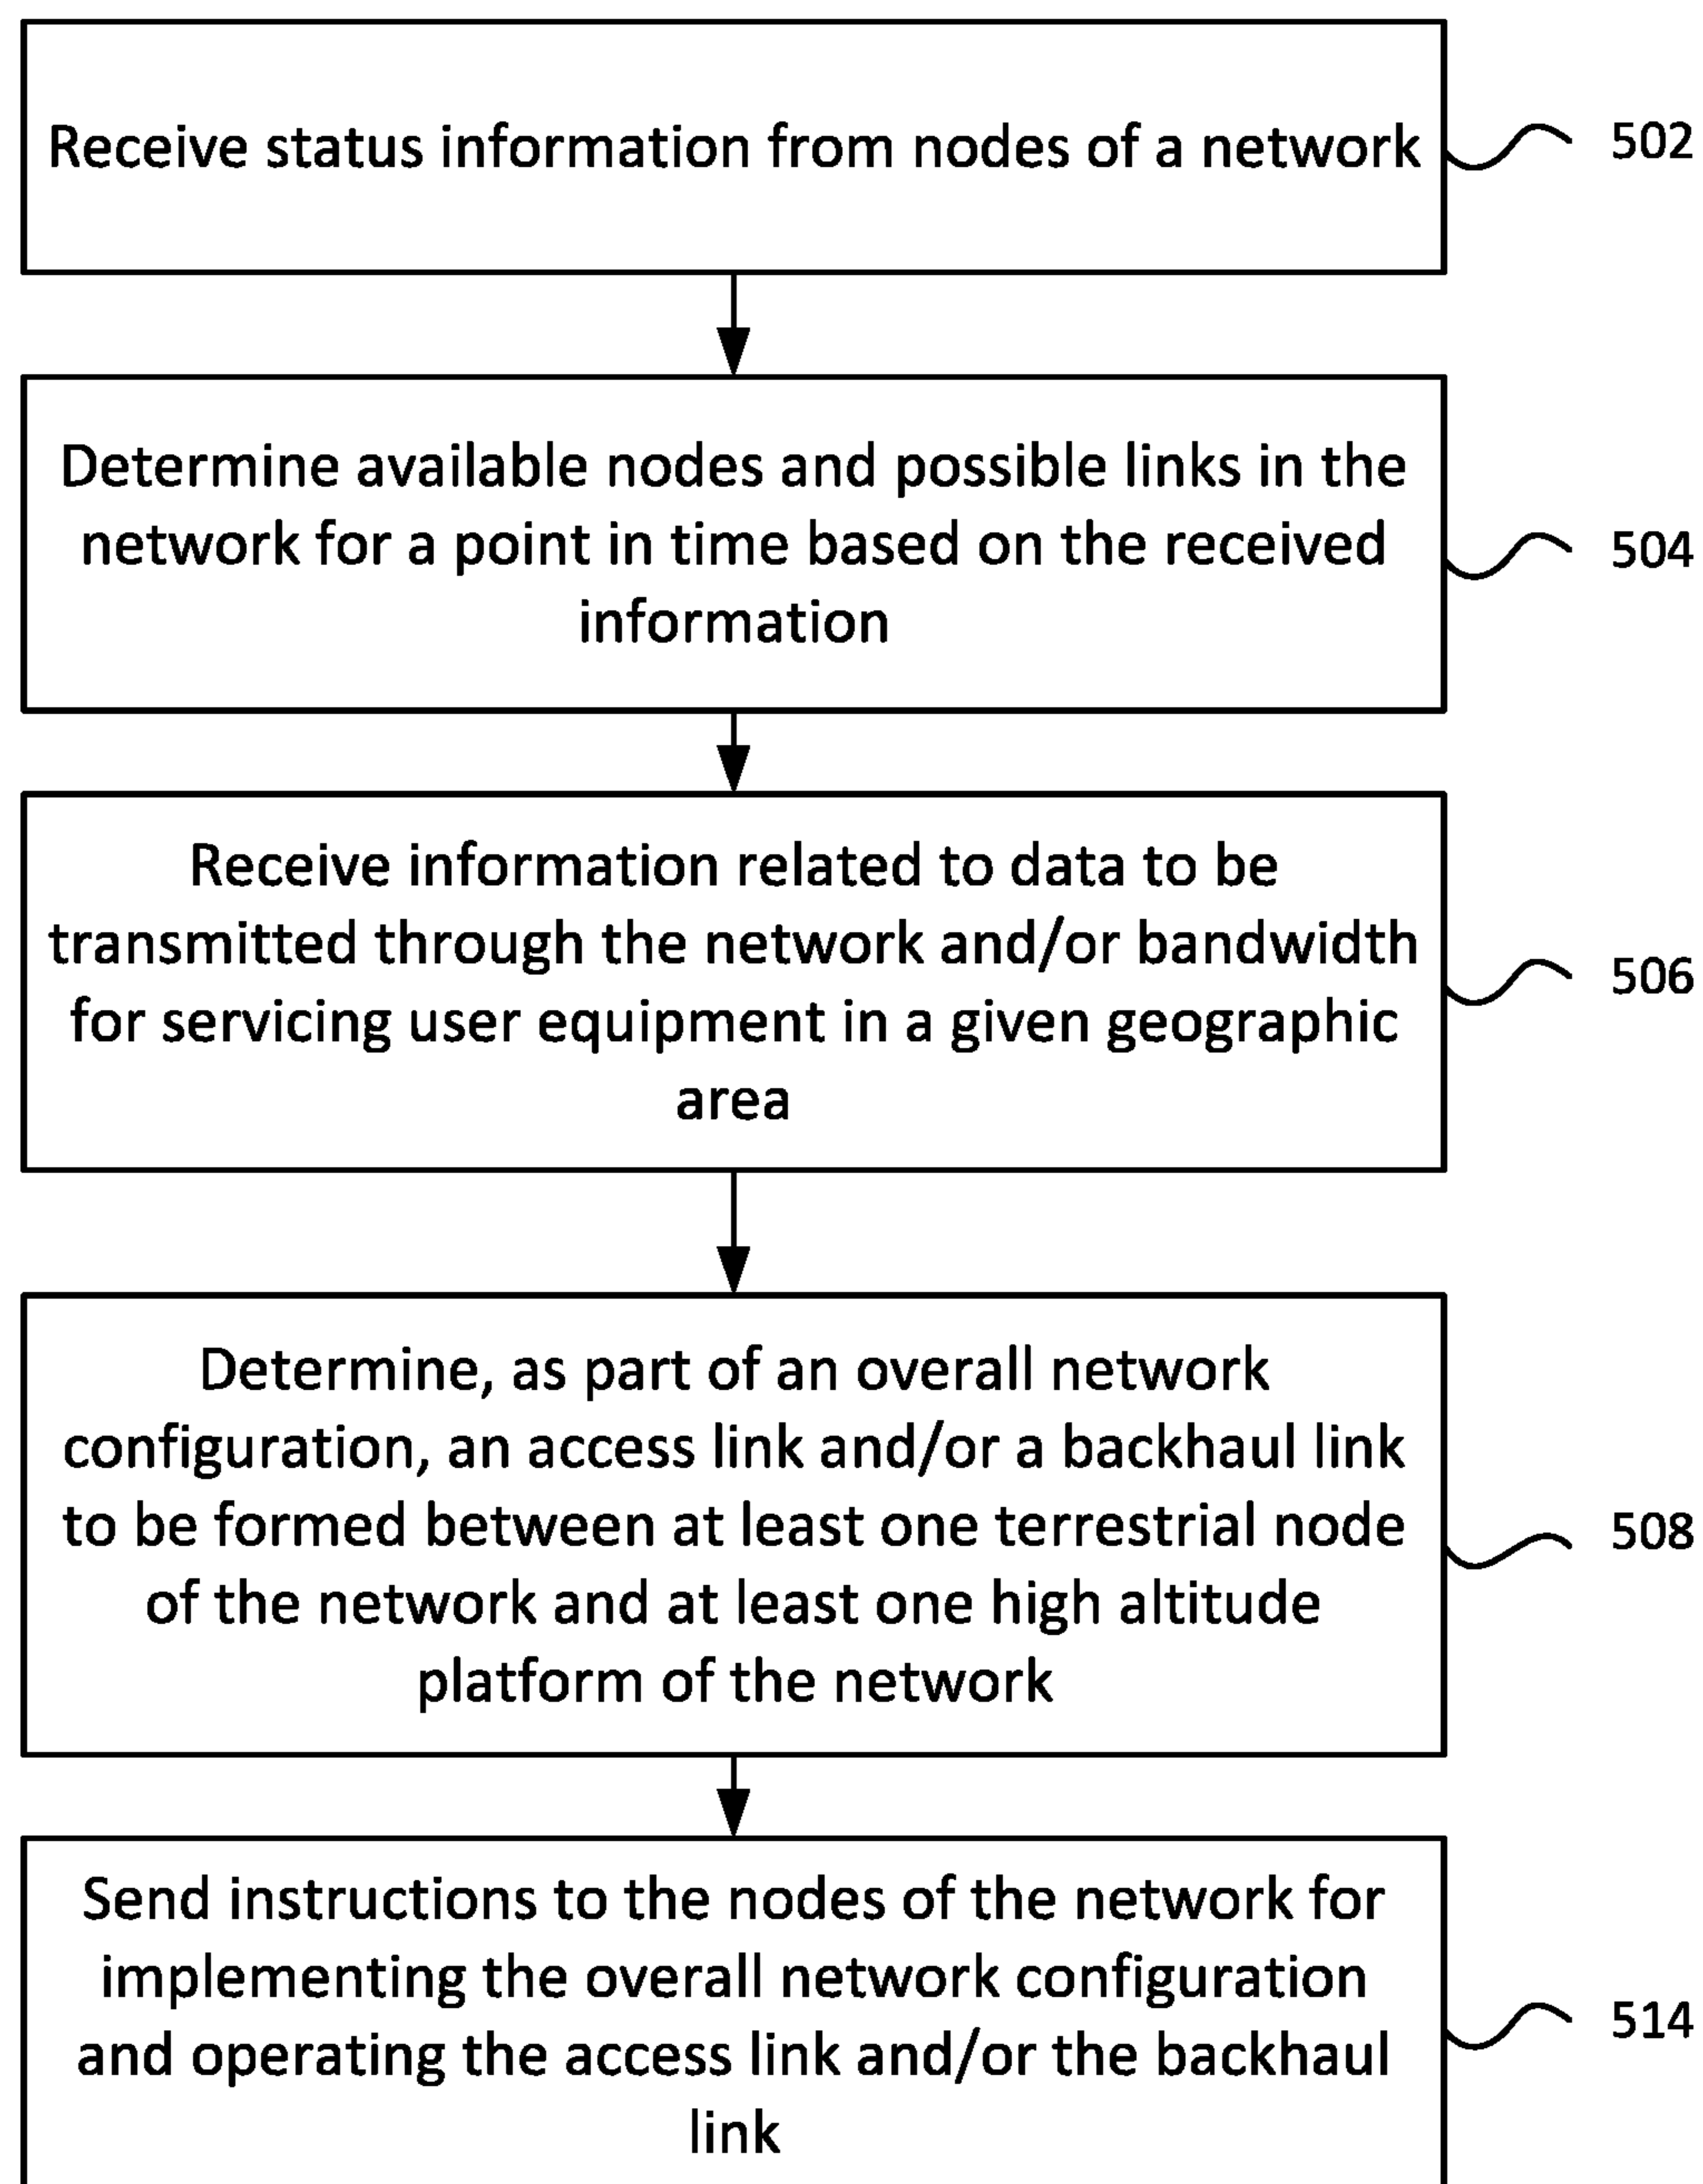 Receive status information from nodes of a network
502
Determine available nodes and possible links in the
network for a point in time based on the received
information
504
Receive information related to data to be
transmitted through the network and/or bandwidth
for servicing user equipment in a given geographic
area
506
Determine, as part of an overall network
configuration, an access link and/or a backhaul link
to be formed between at least one terrestrial node
of the network and at least one high altitude
platform of the network
508
Send instructions to the nodes of the network for
implementing the overall network configuration
and operating the access link and/or the backhaul
link
514